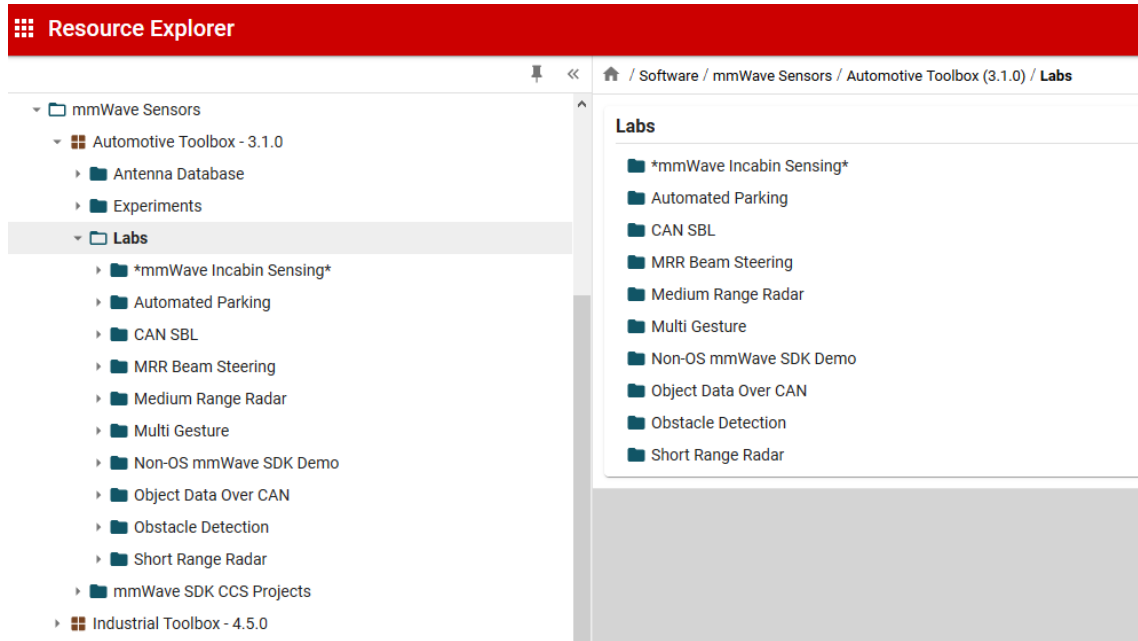 Resource Explorer
/ Software / mmWave Sensors / Automotive Toolbox (3.1.0) / Labs
mmWave Sensors
Automotive Toolbox - 3.1.0
Antenna Database
Experiments
Labs
*mmWave Incabin Sensing*
Automated Parking
CAN SBL
MRR Beam Steering
Medium Range Radar
Multi Gesture
Non-OS mmWave SDK Demo
Object Data Over CAN
Obstacle Detection
Short Range Radar
mmWave SDK CCS Projects
Industrial Toolbox - 4.5.0
Labs
*mmWave Incabin Sensing*
Automated Parking
CAN SBL
MRR Beam Steering
Medium Range Radar
Multi Gesture
Non-OS mmWave SDK Demo
Object Data Over CAN
Obstacle Detection
Short Range Radar